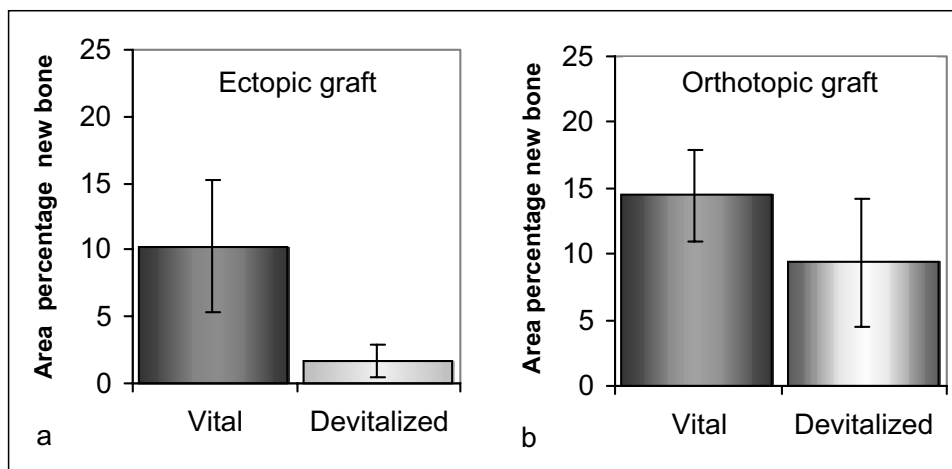 Area percentage new bone
25
20
15
10
5
0
Ectopic graft
Vital Devitalized
a
Area percentage new bone
25
20
15
10
5
0
Orthotopic graft
Vital Devitalized
b